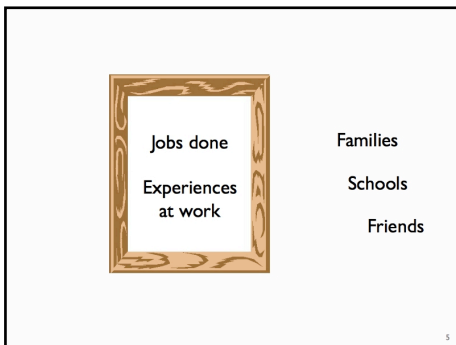 Jobs done
Experiences
at work
Families
Schools
Friends
5